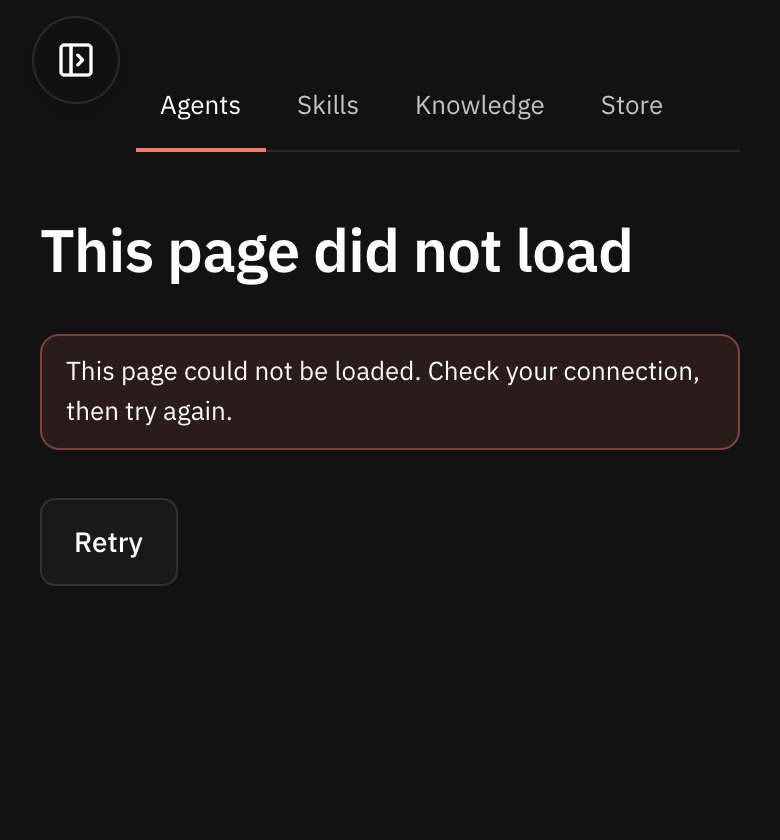 Agents Skills Knowledge Store
This page did not load
This page could not be loaded. Check your connection,
then try again.
Retry